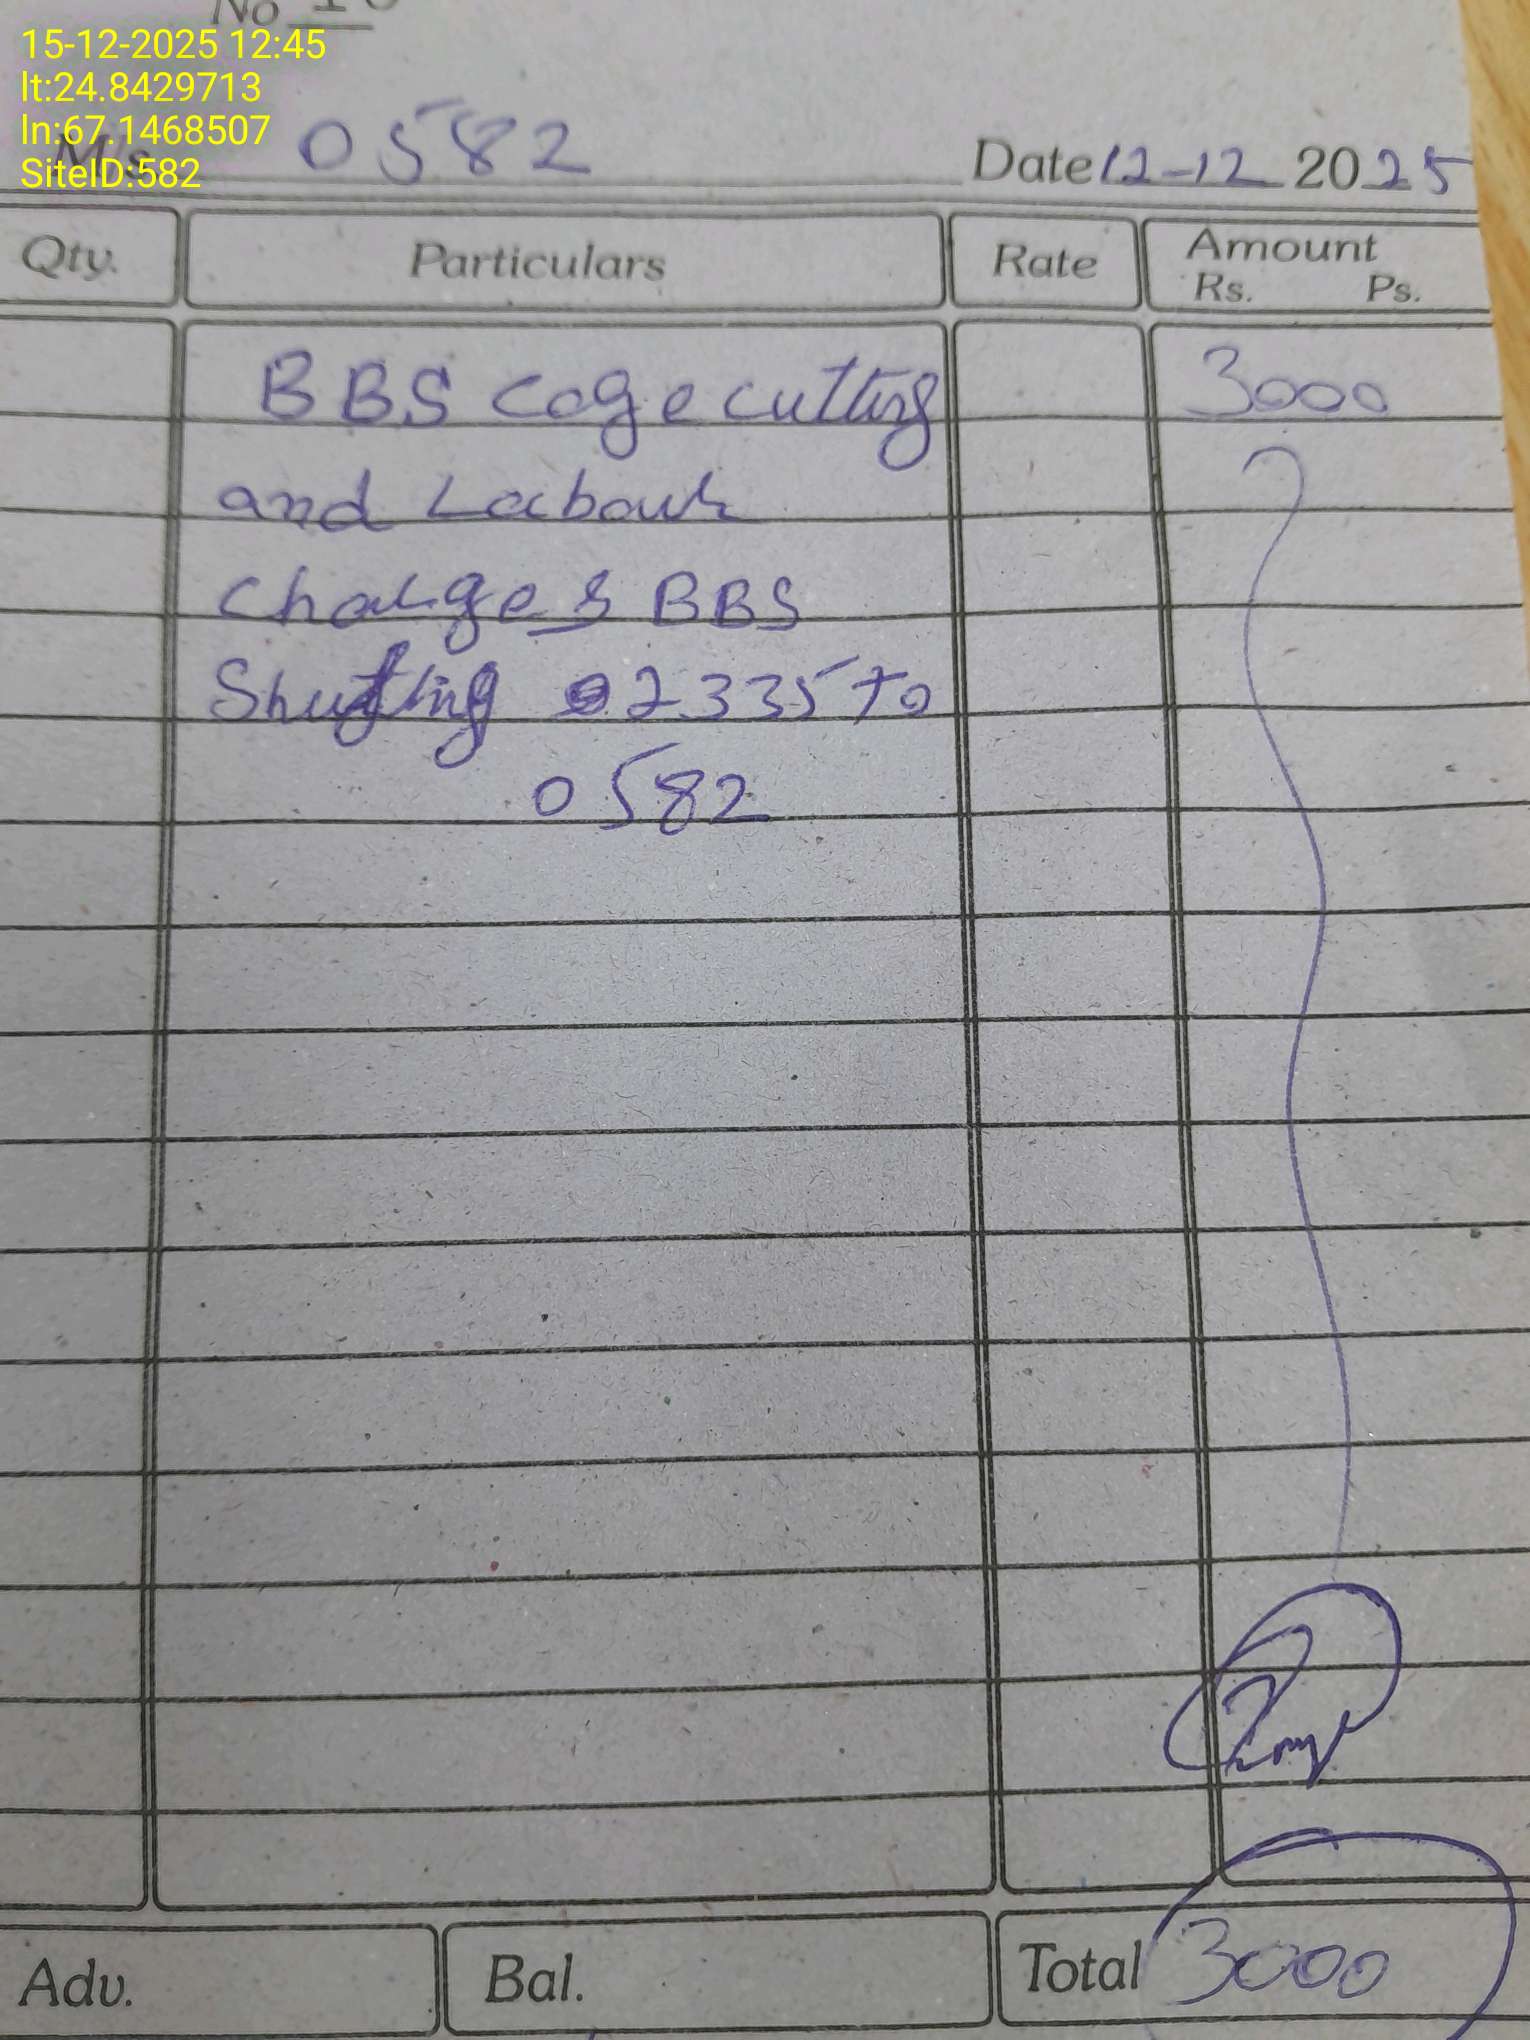 No
15-12-2025 12:45
lt:24.8429713
ln:67.1468507
SiteID:582
M/s 0582 Date 12-12 2025
Qty. Particulars Rate Amount
Rs. Ps.
BBS cage cutting 3000
and Labour
charges BBS
Shutting 2335 to
0582
Adv. Bal. Total 3000